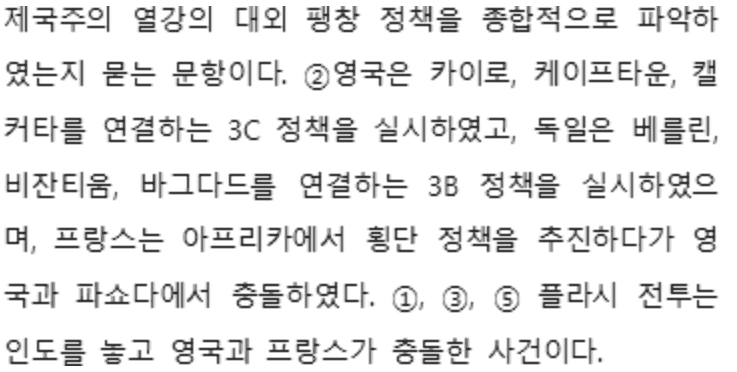 제국주의 열강의 대외 팽창 정책을 종합적으로 파악하
였는지 묻는 문항이다. ②영국은 카이로, 케이프타운, 캘
커타를 연결하는 3C 정책을 실시하였고, 독일은 베를린,
비잔티움, 바그다드를 연결하는 3B 정책을 실시하였으
며, 프랑스는 아프리카에서 횡단 정책을 추진하다가 영
국과 파쇼다에서 충돌하였다. ①, ③, ⑤ 플라시 전투는
인도를 놓고 영국과 프랑스가 충돌한 사건이다.